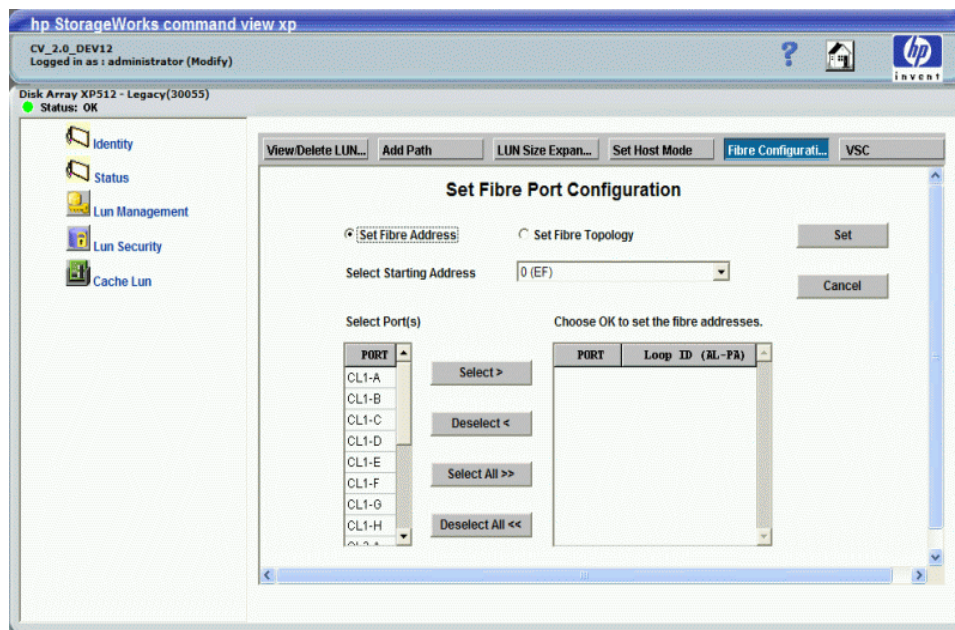 hp StorageWorks command view xp
CV_2.0_DEV12
Logged in as : administrator (Modify)
?
hp
invent
Disk Array XP512 - Legacy(30055)
Status: OK
Identity
Status
Lun Management
Lun Security
Cache Lun
View/Delete LUN... Add Path LUN Size Expan... Set Host Mode Fibre Configurati... VSC
Set Fibre Port Configuration
Set Fibre Address Set Fibre Topology Set
Select Starting Address 0 (EF)
Cancel
Select Port(s) Choose OK to set the fibre addresses.
PORT PORT Loop ID (AL-PA)
CL1-A Select >
CL1-B
CL1-C Deselect <
CL1-D
CL1-E
CL1-F Select All >>
CL1-G
CL1-H Deselect All <<